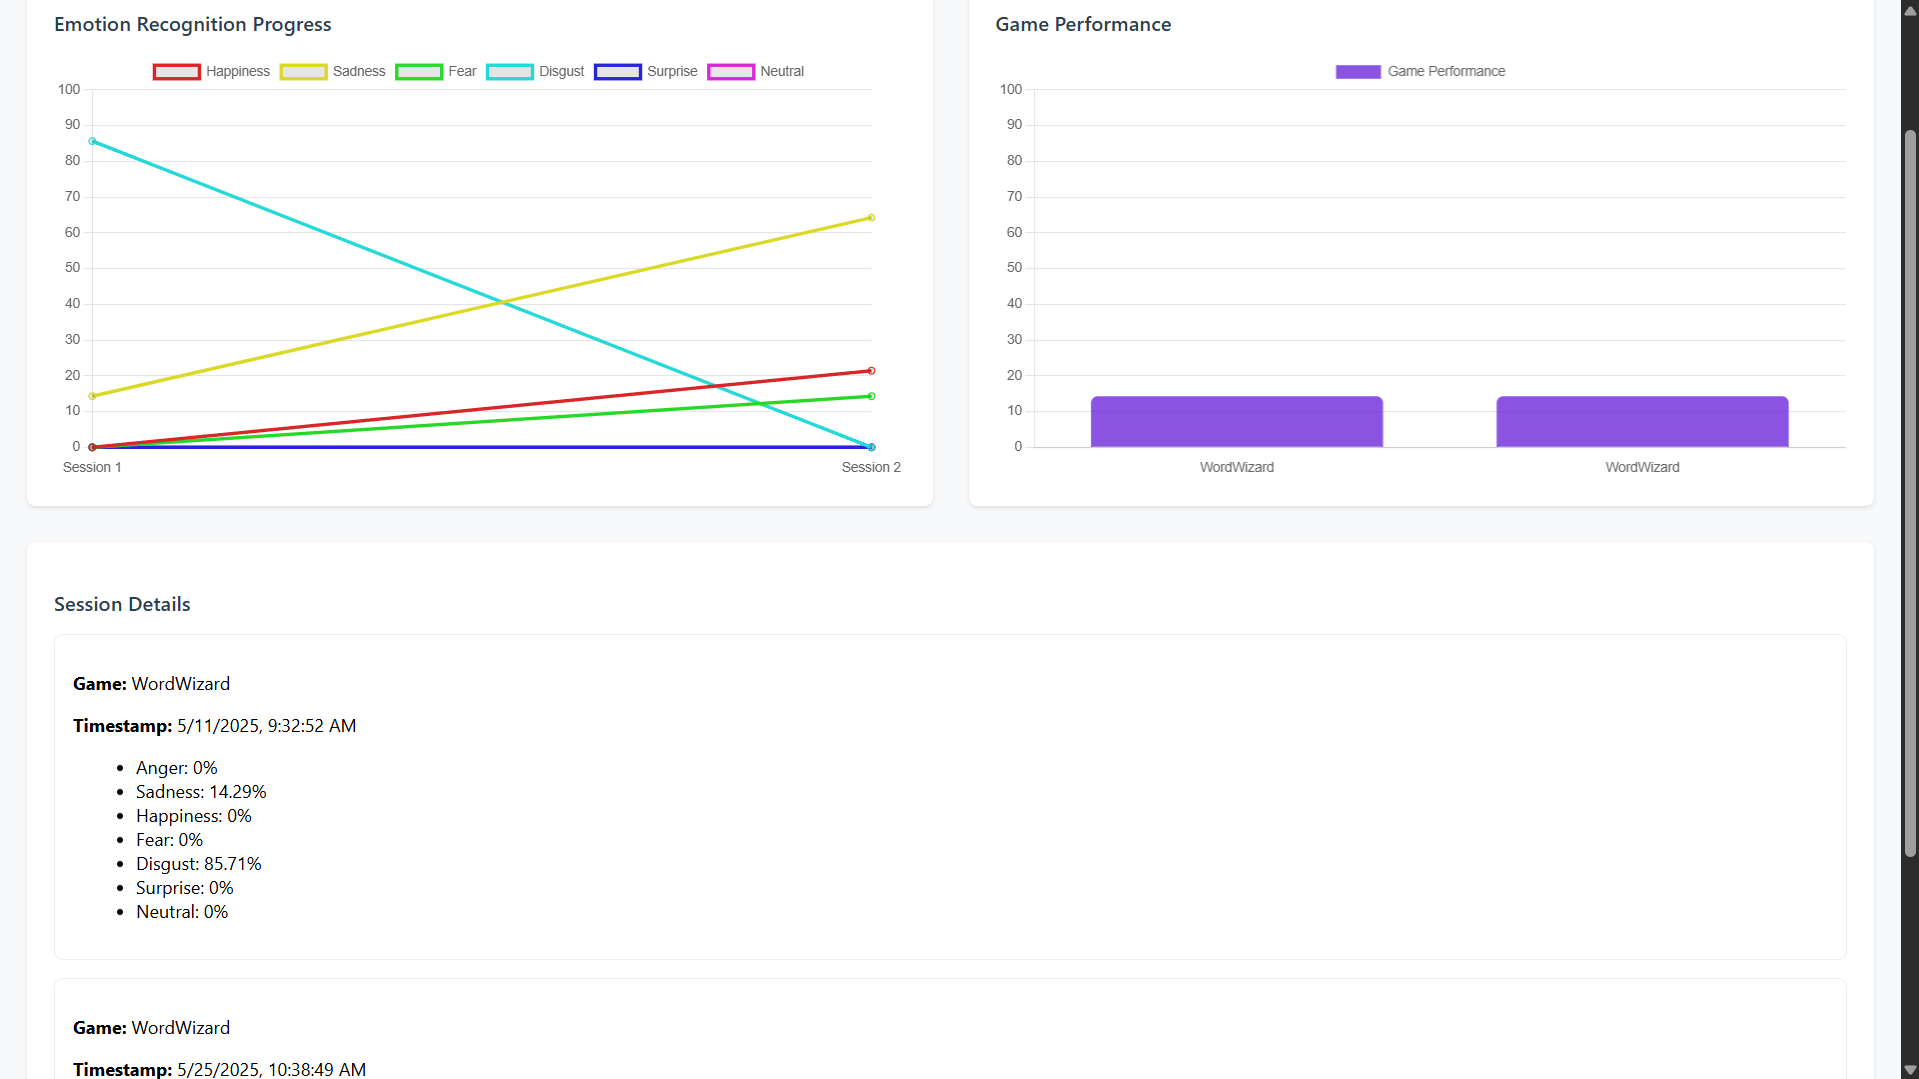 Emotion Recognition Progress
Happiness Sadness Fear Disgust Surprise Neutral
100
90
80
70
60
50
40
30
20
10
0
Session 1 Session 2
Game Performance
Game Performance
100
90
80
70
60
50
40
30
20
10
0
WordWizard WordWizard
Session Details
Game: WordWizard
Timestamp: 5/11/2025, 9:32:52 AM
Anger: 0%
Sadness: 14.29%
Happiness: 0%
Fear: 0%
Disgust: 85.71%
Surprise: 0%
Neutral: 0%
Game: WordWizard
Timestamp: 5/25/2025, 10:38:49 AM